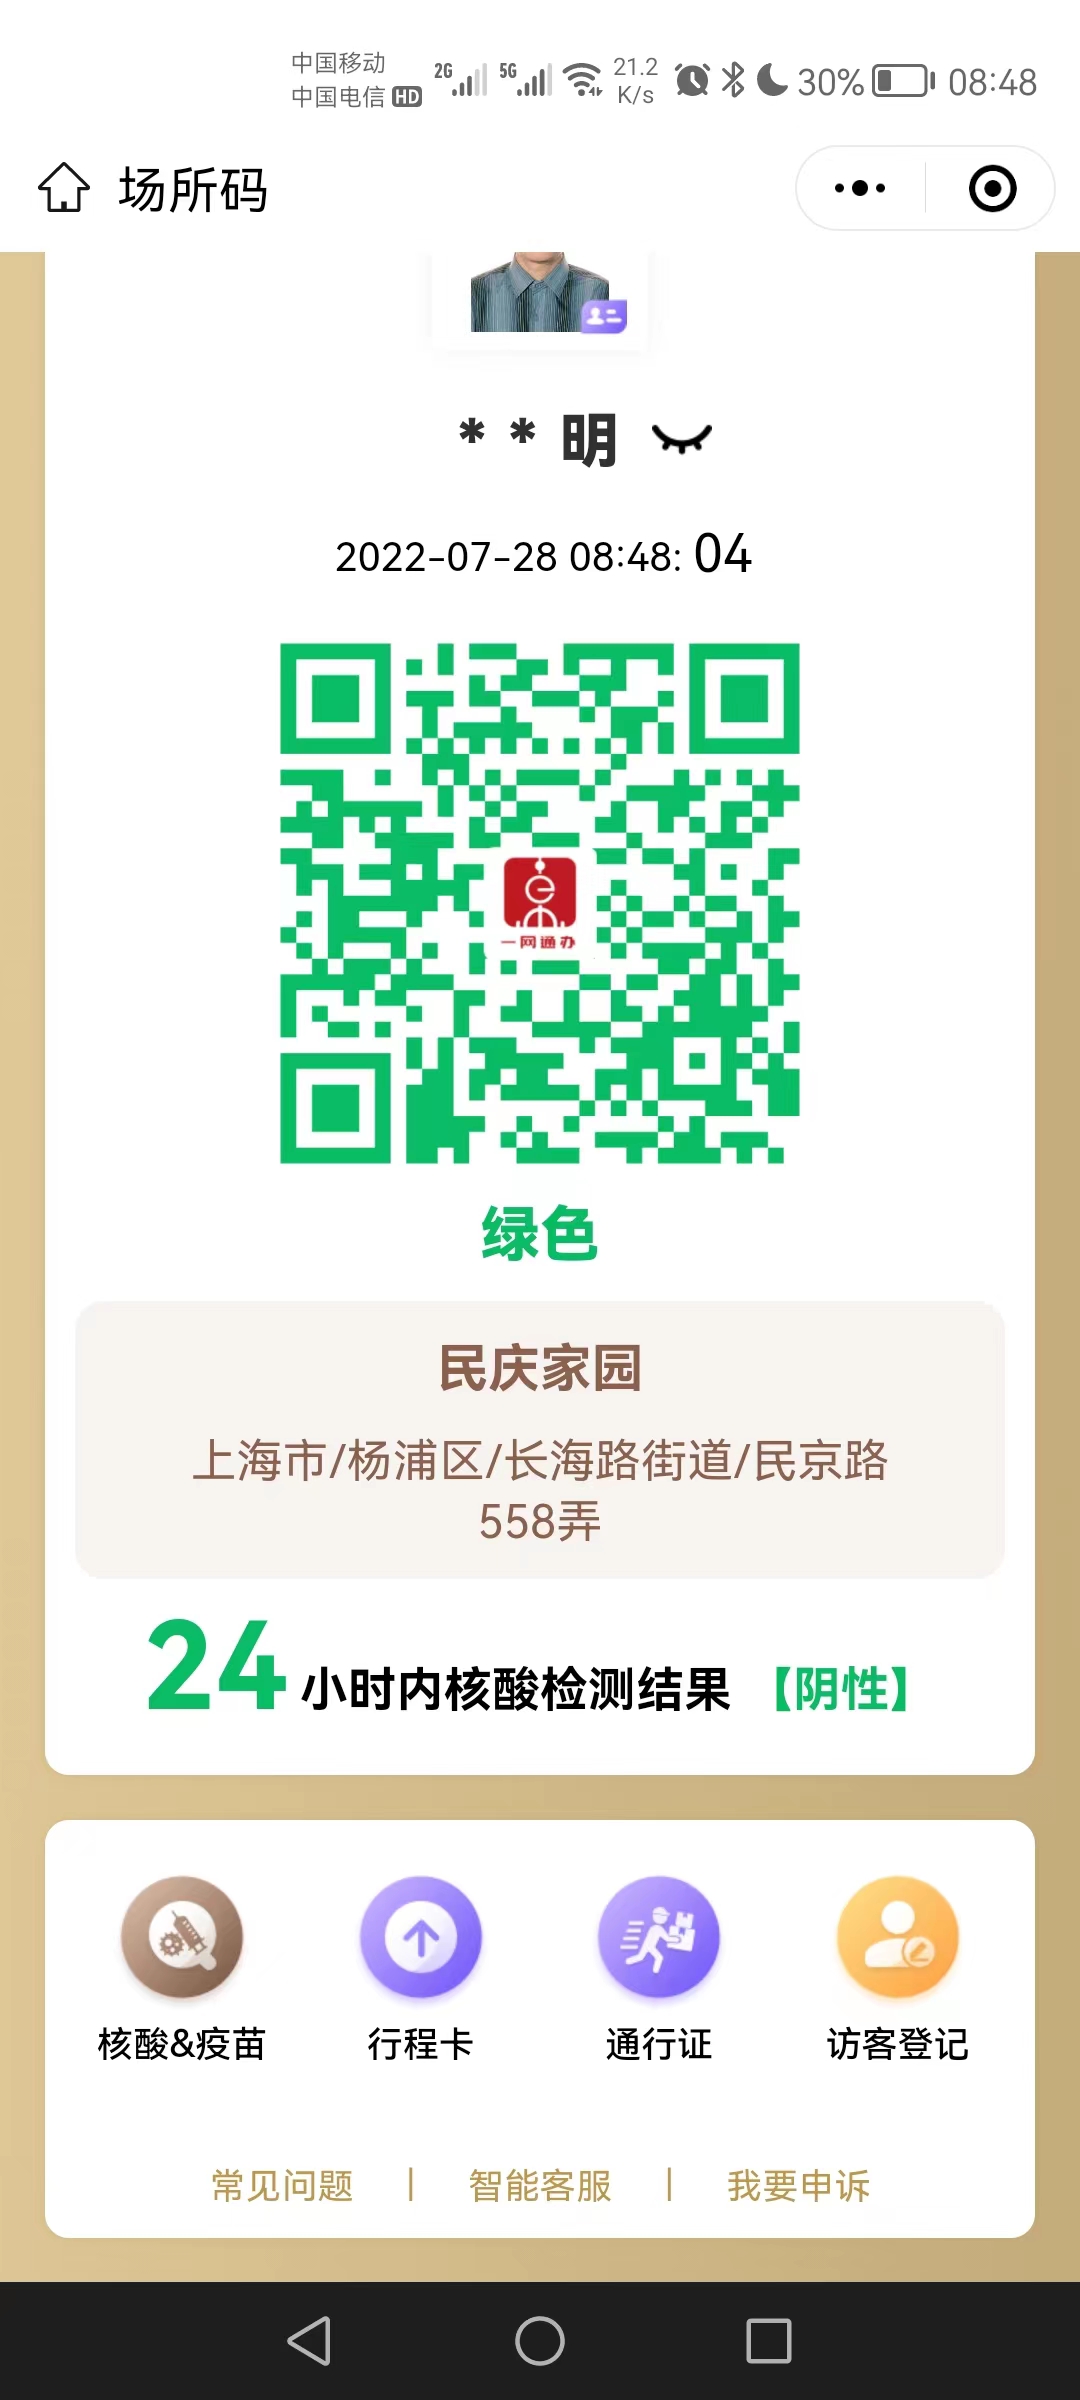 中国移动
中国电信 HD
2G 5G 21.2 K/s 30% 08:48
场所码
**明
2022-07-28 08:48: 04
一网通办
绿色
民庆家园
上海市/杨浦区/长海路街道/民京路
558弄
24小时内核酸检测结果 【阴性】
核酸&疫苗 行程卡 通行证 访客登记
常见问题 | 智能客服 | 我要申诉